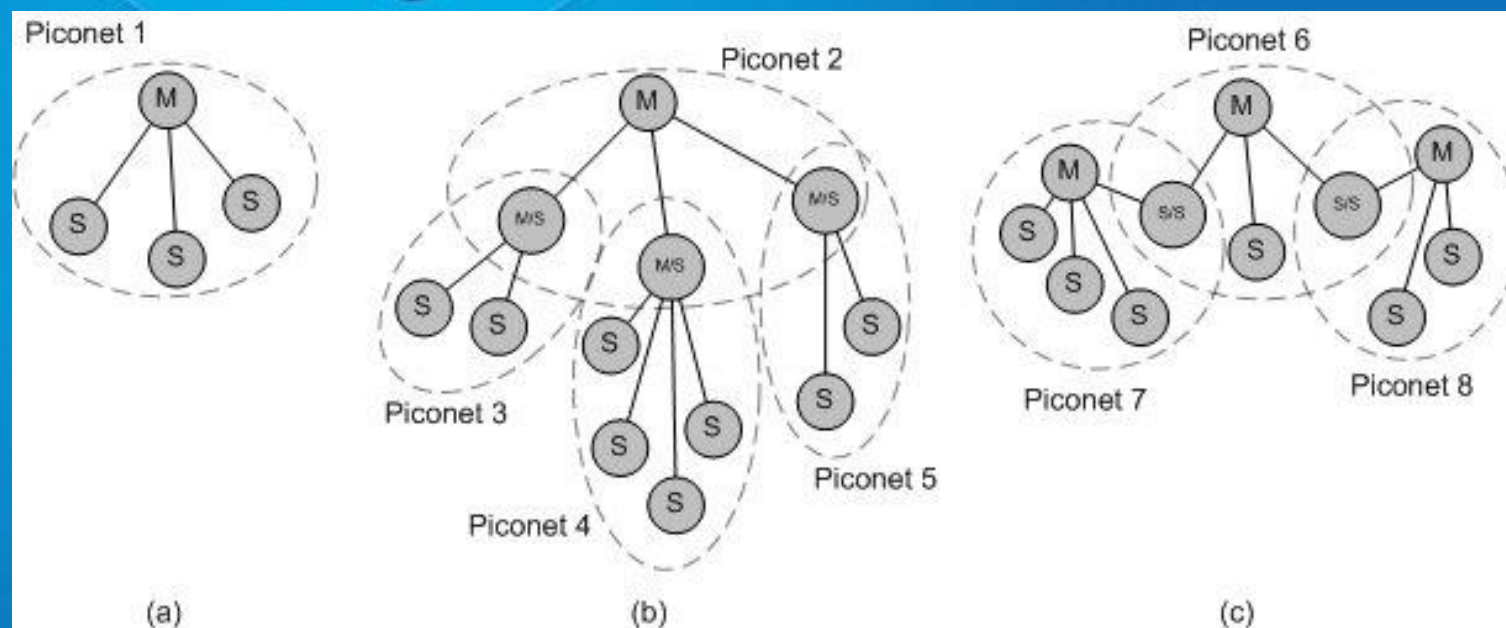 Piconet 1
M
S
S
S
(a)
Piconet 2
M
M/S
M/S
M/S
S
S
Piconet 3
S
S
S
S
Piconet 4
S
S
Piconet 5
(b)
Piconet 6
M
M
M
S/S
S/S
S
S
S
S
S
S
Piconet 7
Piconet 8
(c)